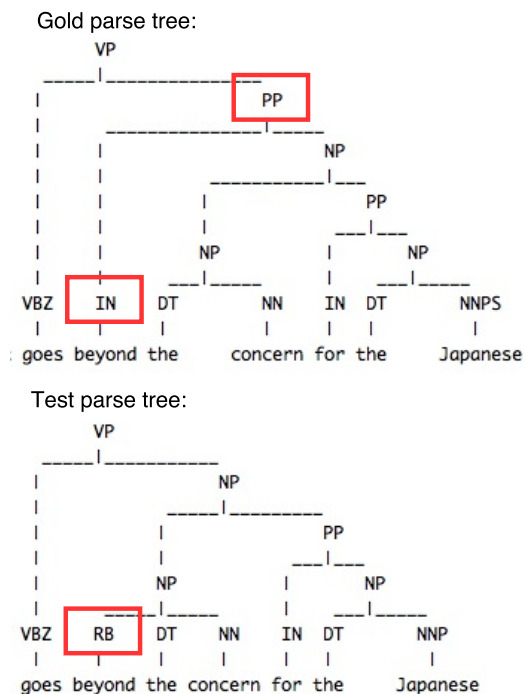 Gold parse tree:
VP
PP
NP
PP
NP NP
VBZ IN DT NN IN DT NNPS
goes beyond the concern for the Japanese
Test parse tree:
VP
NP
PP
NP NP
VBZ RB DT NN IN DT NNP
goes beyond the concern for the Japanese